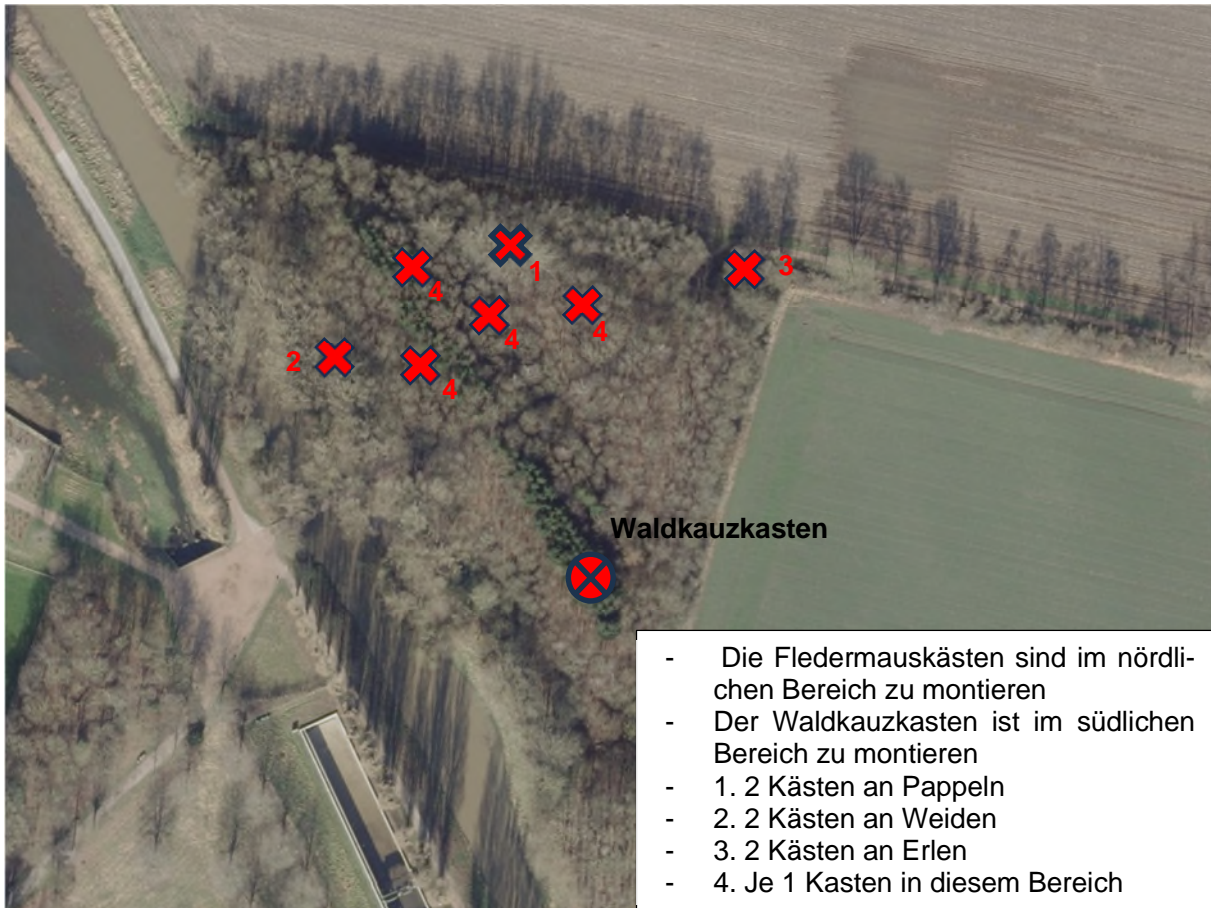 1
3
4
4
4
2
4
Waldkauzkasten
- Die Fledermauskästen sind im nördli-
chen Bereich zu montieren
- Der Waldkauzkasten ist im südlichen
Bereich zu montieren
- 1. 2 Kästen an Pappeln
- 2. 2 Kästen an Weiden
- 3. 2 Kästen an Erlen
- 4. Je 1 Kasten in diesem Bereich